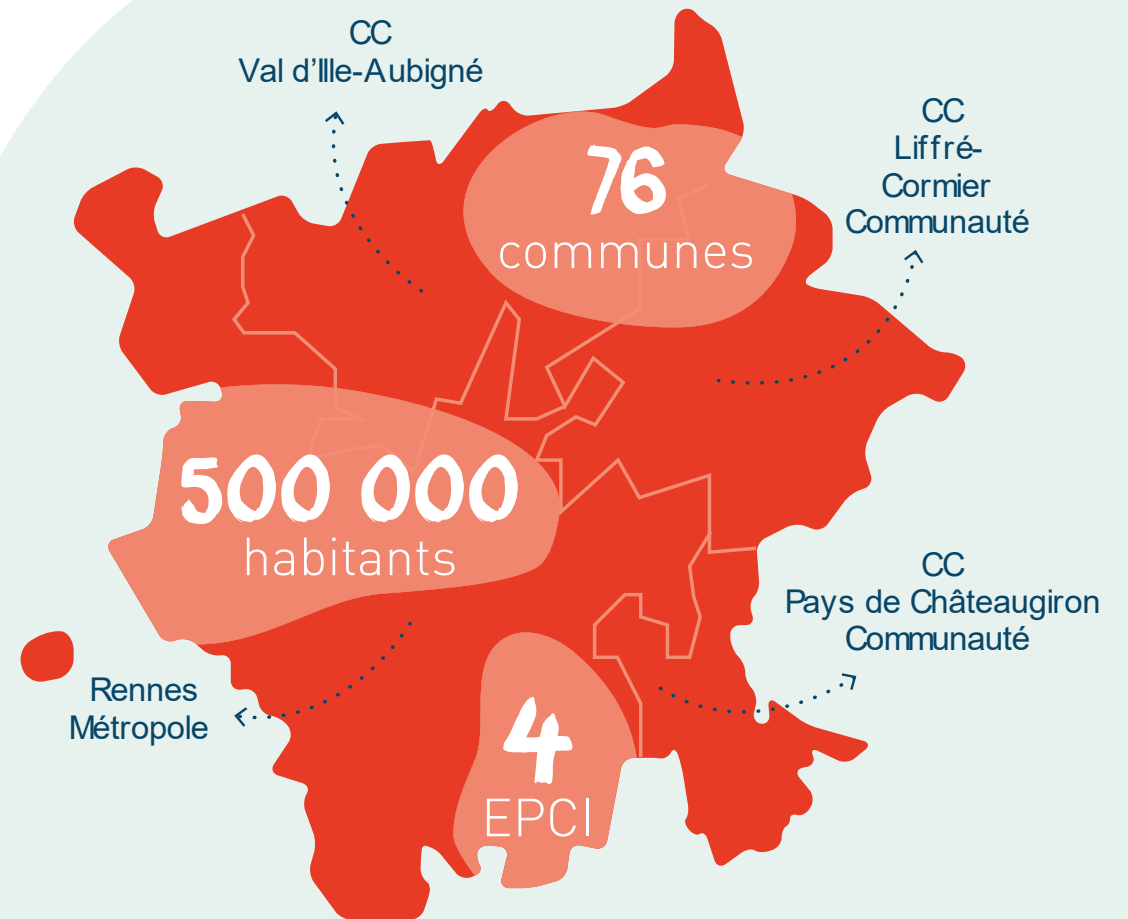 CC
Val d'Ille-Aubigné
CC
Liffré-
Cormier
Communauté
76
communes
500 000
habitants
CC
Pays de Châteaugiron
Communauté
Rennes
Métropole
4
EPCI